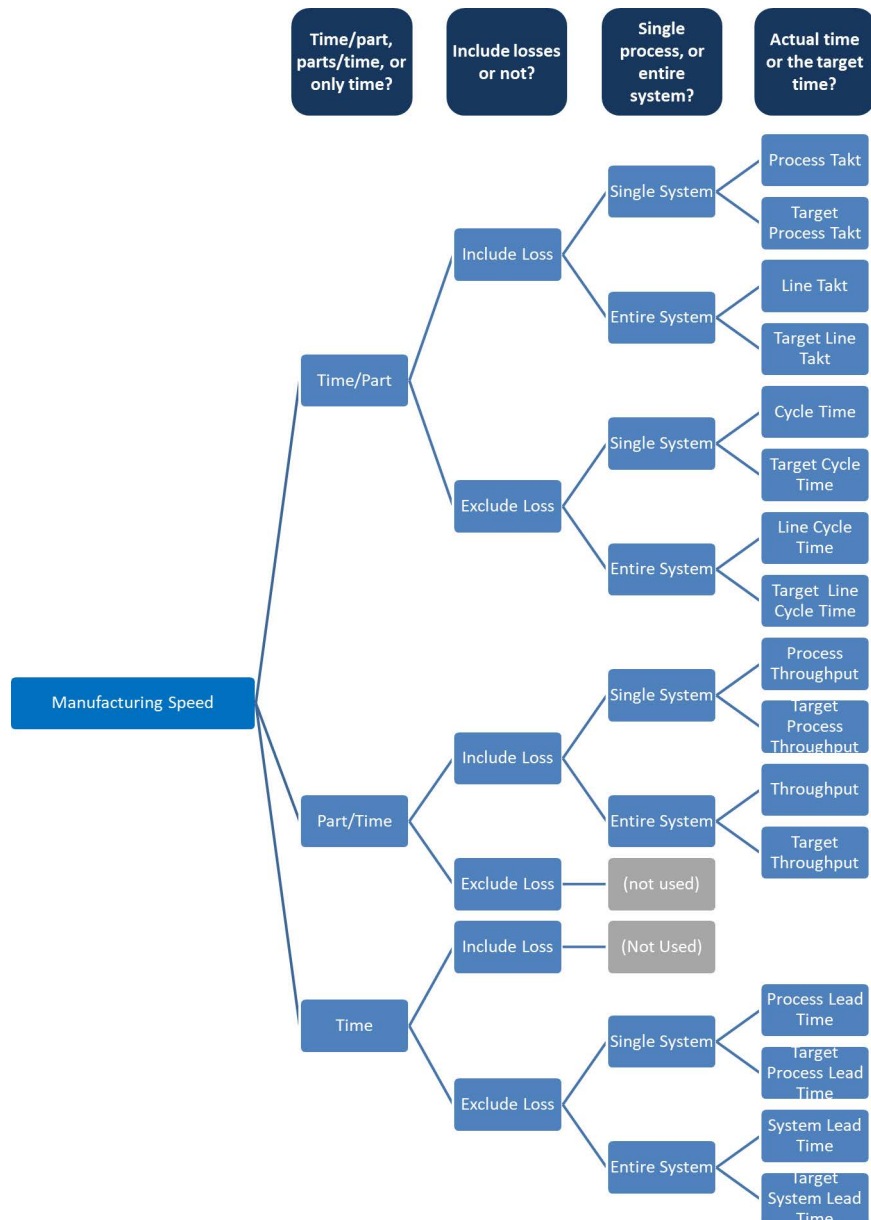 Time/part,
parts/time, or
only time?
Include losses
or not?
Single
process, or
entire
system?
Actual time
or the target
time?
Process Takt
Single System
Target
Process Takt
Include Loss
Line Takt
Entire System
Target Line
Takt
Time/Part
Cycle Time
Single System
Target Cycle
Time
Exclude Loss
Line Cycle
Time
Entire System
Target Line
Cycle Time
Manufacturing Speed
Process
Throughput
Single System
Target
Process
Throughput
Include Loss
Throughput
Part/Time
Entire System
Target
Throughput
Exclude Loss
(not used)
Include Loss
(Not Used)
Time
Process Lead
Time
Single System
Target
Process Lead
Time
Exclude Loss
System Lead
Time
Entire System
Target
System Lead
Time